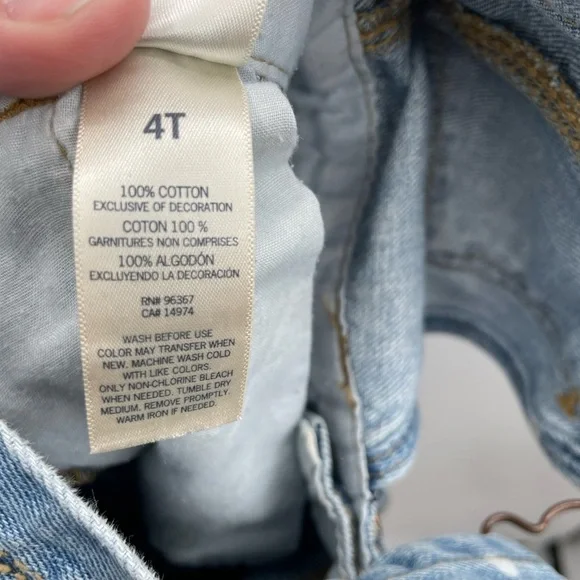 4T
100% COTTON
EXCLUSIVE OF DECORATION
COTON 100 %
GARNITURES NON COMPRISES
100% ALGODÓN
EXCLUYENDO LA DECORACIÓN
RN# 96367
CA# 14974
WASH BEFORE USE
COLOR MAY TRANSFER WHEN
NEW. MACHINE WASH COLD
WITH LIKE COLORS.
ONLY NON-CHLORINE BLEACH
WHEN NEEDED. TUMBLE DRY
MEDIUM. REMOVE PROMPTLY.
WARM IRON IF NEEDED.